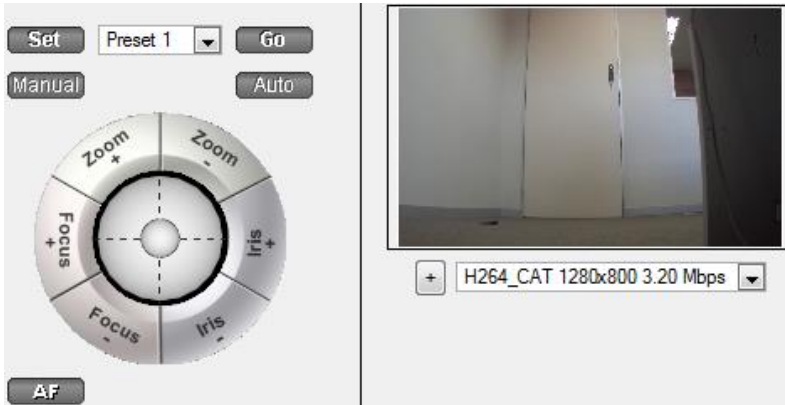 Set Preset 1 Go
Manual Auto
Zoom + Zoom -
Focus + Iris +
Focus - Iris -
+ H264_CAT 1280x800 3.20 Mbps
AF